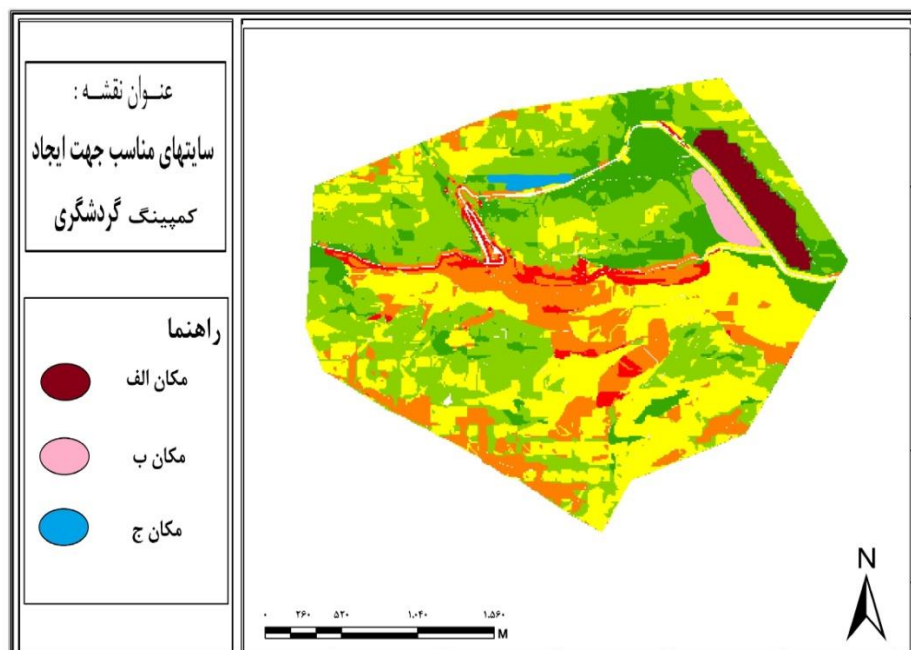 عنوان نقشه :
سایتهای مناسب جهت ایجاد
کمپینگ گردشگری
راهنما
مکان الف
مکان ب
مکان ج
N
۰ ۲۶۰ ۵۲۰ ۱,۰۴۰ ۱,۵۶۰
M